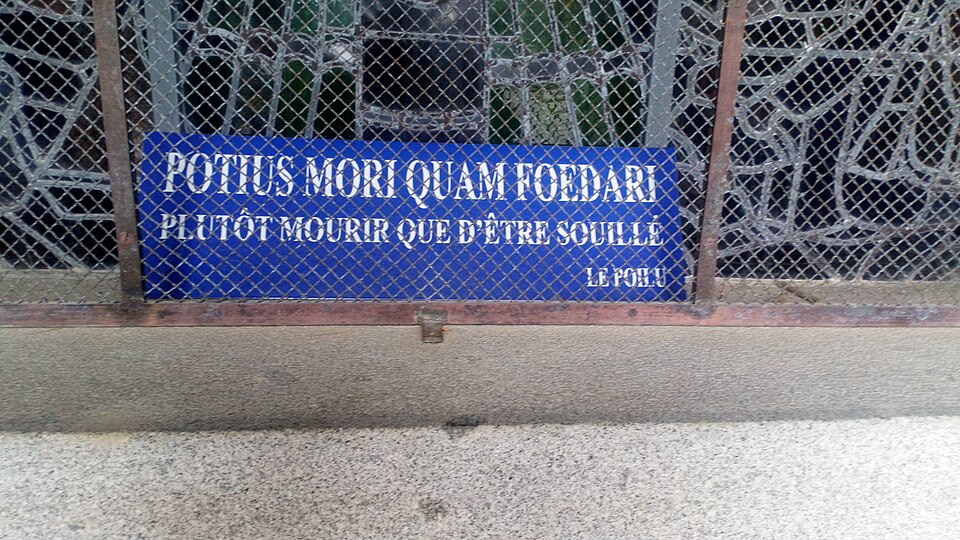 POTIUS MORI QUAM FOEDARI
PLUTÔT MOURIR QUE D'ÊTRE SOUILLÉ
LE POILU